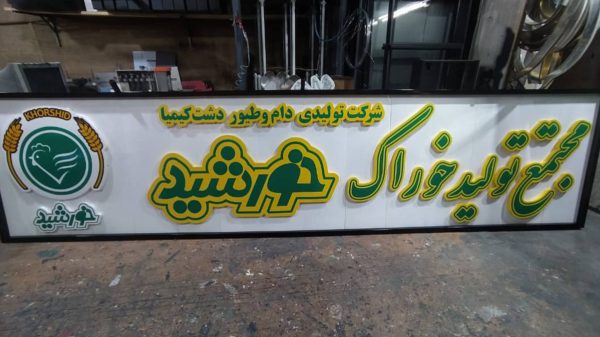 شرکت تولیدی دام و طیور دشت کیمیا
مجتمع تولید خوراک خورشید
KHORSHID
خورشید